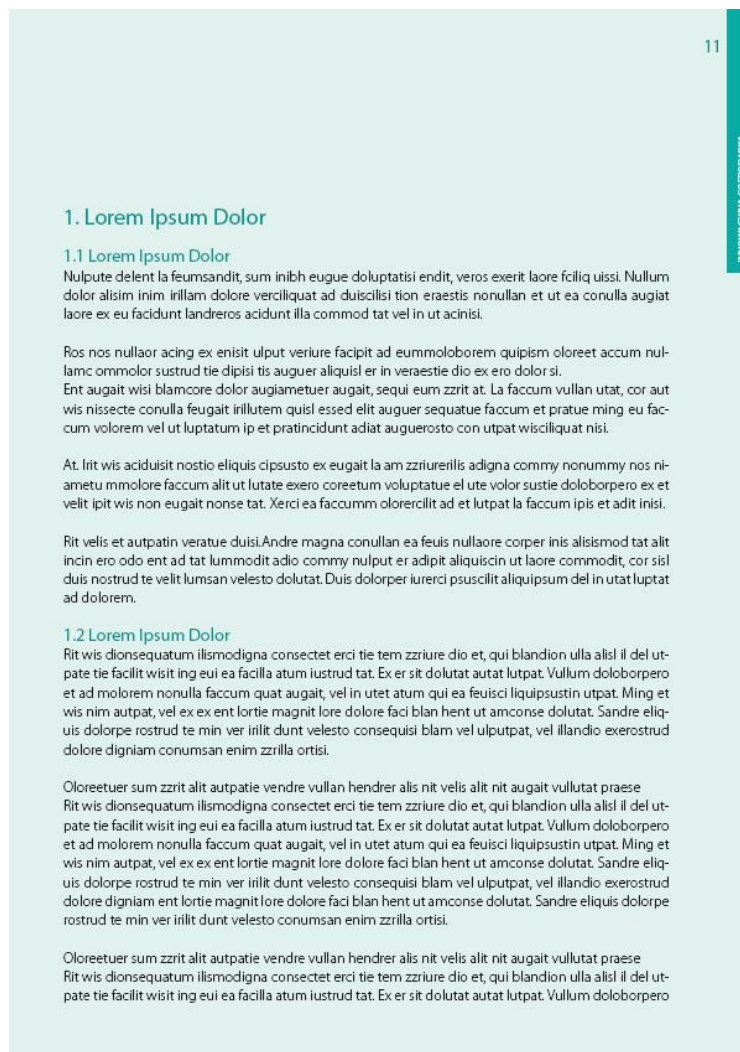 11
1. Lorem Ipsum Dolor
1.1 Lorem Ipsum Dolor
Nulpute delent la feumsandit, sum inibh eugue doluptatisi endit, veros exerit laore fciliq uissi. Nullum
dolor alisim inim irillam dolore verciliquat ad duiscilisi tion eraestis nonullan et ut ea conulla augiat
laore ex eu facidunt landreros acidunt illa commod tat vel in ut acinisi.
Ros nos nullaor acing ex enisit ulput veriure facipit ad eummoloborem quipism oloreet accum nul-
lamc ommolor sustrud tie dipisi tis auguer aliquisl er in veraestie dio ex ero dolor si.
Ent augait wisi blamcore dolor augiametuer augait, sequi eum zzrit at. La faccum vullan utat, cor aut
wis nissecte conulla feugait irillutem quisl essed elit auguer sequatue faccum et pratue ming eu fac-
cum volorem vel ut luptatum ip et pratincidunt adiat auguerosto con utpat wisciliquat nisi.
At. Irit wis aciduisit nostio eliquis cipsusto ex eugait la am zzriurerilis adigna commy nonummy nos ni-
ametu mmolore faccum alit ut lutate exero coreetum voluptatue el ute volor sustie doloborpero ex et
velit ipit wis non eugait nonse tat. Xerci ea faccumm olorercilit ad et lutpat la faccum ipis et adit inisi.
Rit velis et autpatin veratue duisi.Andre magna conullan ea feuis nullaore corper inis alisismod tat alit
incin ero odo ent ad tat lummodit adio commy nulput er adipit aliquiscin ut laore commodit, cor sisl
duis nostrud te velit lumsan velesto dolutat. Duis dolorper iurerci psuscilit aliquipsum del in utat luptat
ad dolorem.
1.2 Lorem Ipsum Dolor
Rit wis dionsequatum ilismodigna consectet erci tie tem zzriure dio et, qui blandion ulla alisl il del ut-
pate tie facilit wisit ing eui ea facilla atum iustrud tat. Ex er sit dolutat autat lutpat. Vullum doloborpero
et ad molorem nonulla faccum quat augait, vel in utet atum qui ea feuisci liquipsustin utpat. Ming et
wis nim autpat, vel ex ex ent lortie magnit lore dolore faci blan hent ut amconse dolutat. Sandre eliq-
uis dolorpe rostrud te min ver irilit dunt velesto consequisi blam vel ulputpat, vel illandio exerostrud
dolore digniam conumsan enim zzrilla ortisi.
Oloreetuer sum zzrit alit autpatie vendre vullan hendrer alis nit velis alit nit augait vullutat praese
Rit wis dionsequatum ilismodigna consectet erci tie tem zzriure dio et, qui blandion ulla alisl il del ut-
pate tie facilit wisit ing eui ea facilla atum iustrud tat. Ex er sit dolutat autat lutpat. Vullum doloborpero
et ad molorem nonulla faccum quat augait, vel in utet atum qui ea feuisci liquipsustin utpat. Ming et
wis nim autpat, vel ex ex ent lortie magnit lore dolore faci blan hent ut amconse dolutat. Sandre eliq-
uis dolorpe rostrud te min ver irilit dunt velesto consequisi blam vel ulputpat, vel illandio exerostrud
dolore digniam ent lortie magnit lore dolore faci blan hent ut amconse dolutat. Sandre eliquis dolorpe
rostrud te min ver irilit dunt velesto conumsan enim zzrilla ortisi.
Oloreetuer sum zzrit alit autpatie vendre vullan hendrer alis nit velis alit nit augait vullutat praese
Rit wis dionsequatum ilismodigna consectet erci tie tem zzriure dio et, qui blandion ulla alisl il del ut-
pate tie facilit wisit ing eui ea facilla atum iustrud tat. Ex er sit dolutat autat lutpat. Vullum doloborpero